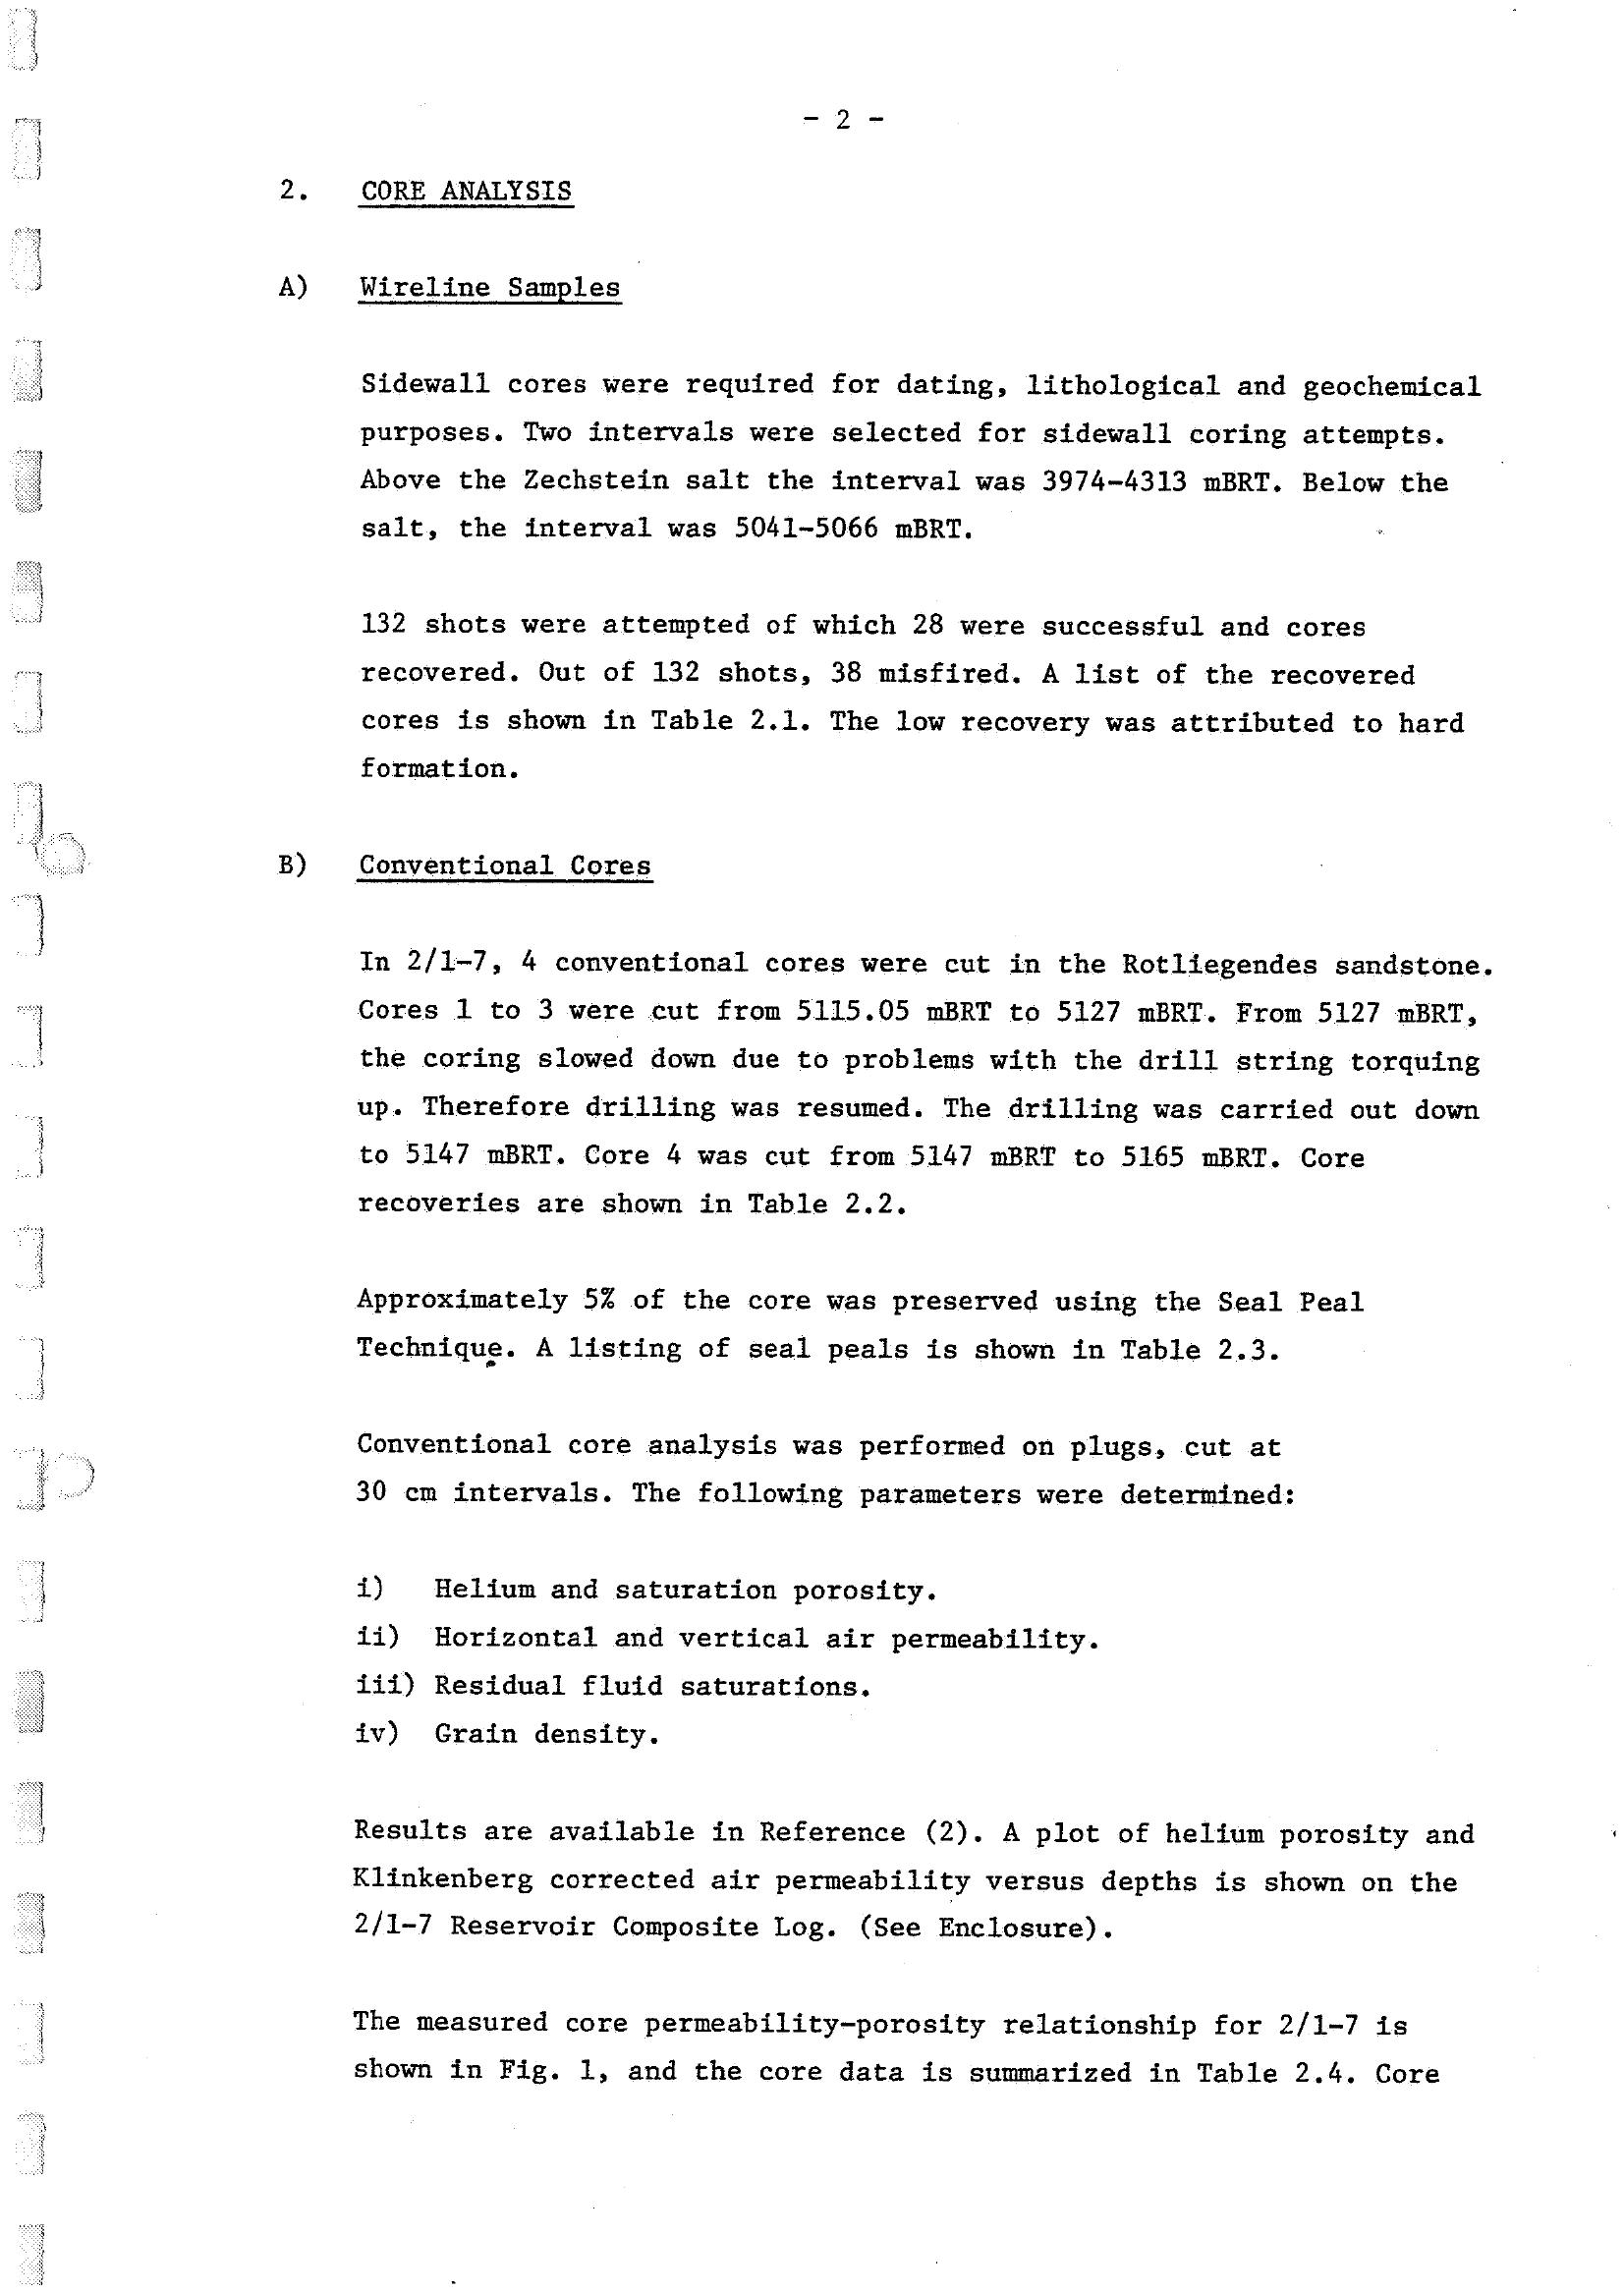 - 2 -
2. CORE ANALYSIS
A) Wireline Samples
Sidewall cores were required for dating, lithological and geochemical
purposes. Two intervals were selected for sidewall coring attempts.
Above the Zechstein salt the interval was 3974-4313 mBRT. Below the
salt, the interval was 5041-5066 mBRT.
132 shots were attempted of which 28 were successful and cores
recovered. Out of 132 shots, 38 misfired. A list of the recovered
cores is shown in Table 2.1. The low recovery was attributed to hard
formation.
B) Conventional Cores
In 2/1-7, 4 conventional cores were cut in the Rotliegendes sandstone.
Cores 1 to 3 were cut from 5115.05 mBRT to 5127 mBRT. From 5127 mBRT,
the coring slowed down due to problems with the drill string torquing
up. Therefore drilling was resumed. The drilling was carried out down
to 5147 mBRT. Core 4 was cut from 5147 mBRT to 5165 mBRT. Core
recoveries are shown in Table 2.2.
Approximately 5% of the core was preserved using the Seal Peal
Technique. A listing of seal peals is shown in Table 2.3.
Conventional core analysis was performed on plugs, cut at
30 cm intervals. The following parameters were determined:
i) Helium and saturation porosity.
ii) Horizontal and vertical air permeability.
iii) Residual fluid saturations.
iv) Grain density.
Results are available in Reference (2). A plot of helium porosity and
Klinkenberg corrected air permeability versus depths is shown on the
2/1-7 Reservoir Composite Log. (See Enclosure).
The measured core permeability-porosity relationship for 2/1-7 is
shown in Fig. 1, and the core data is summarized in Table 2.4. Core